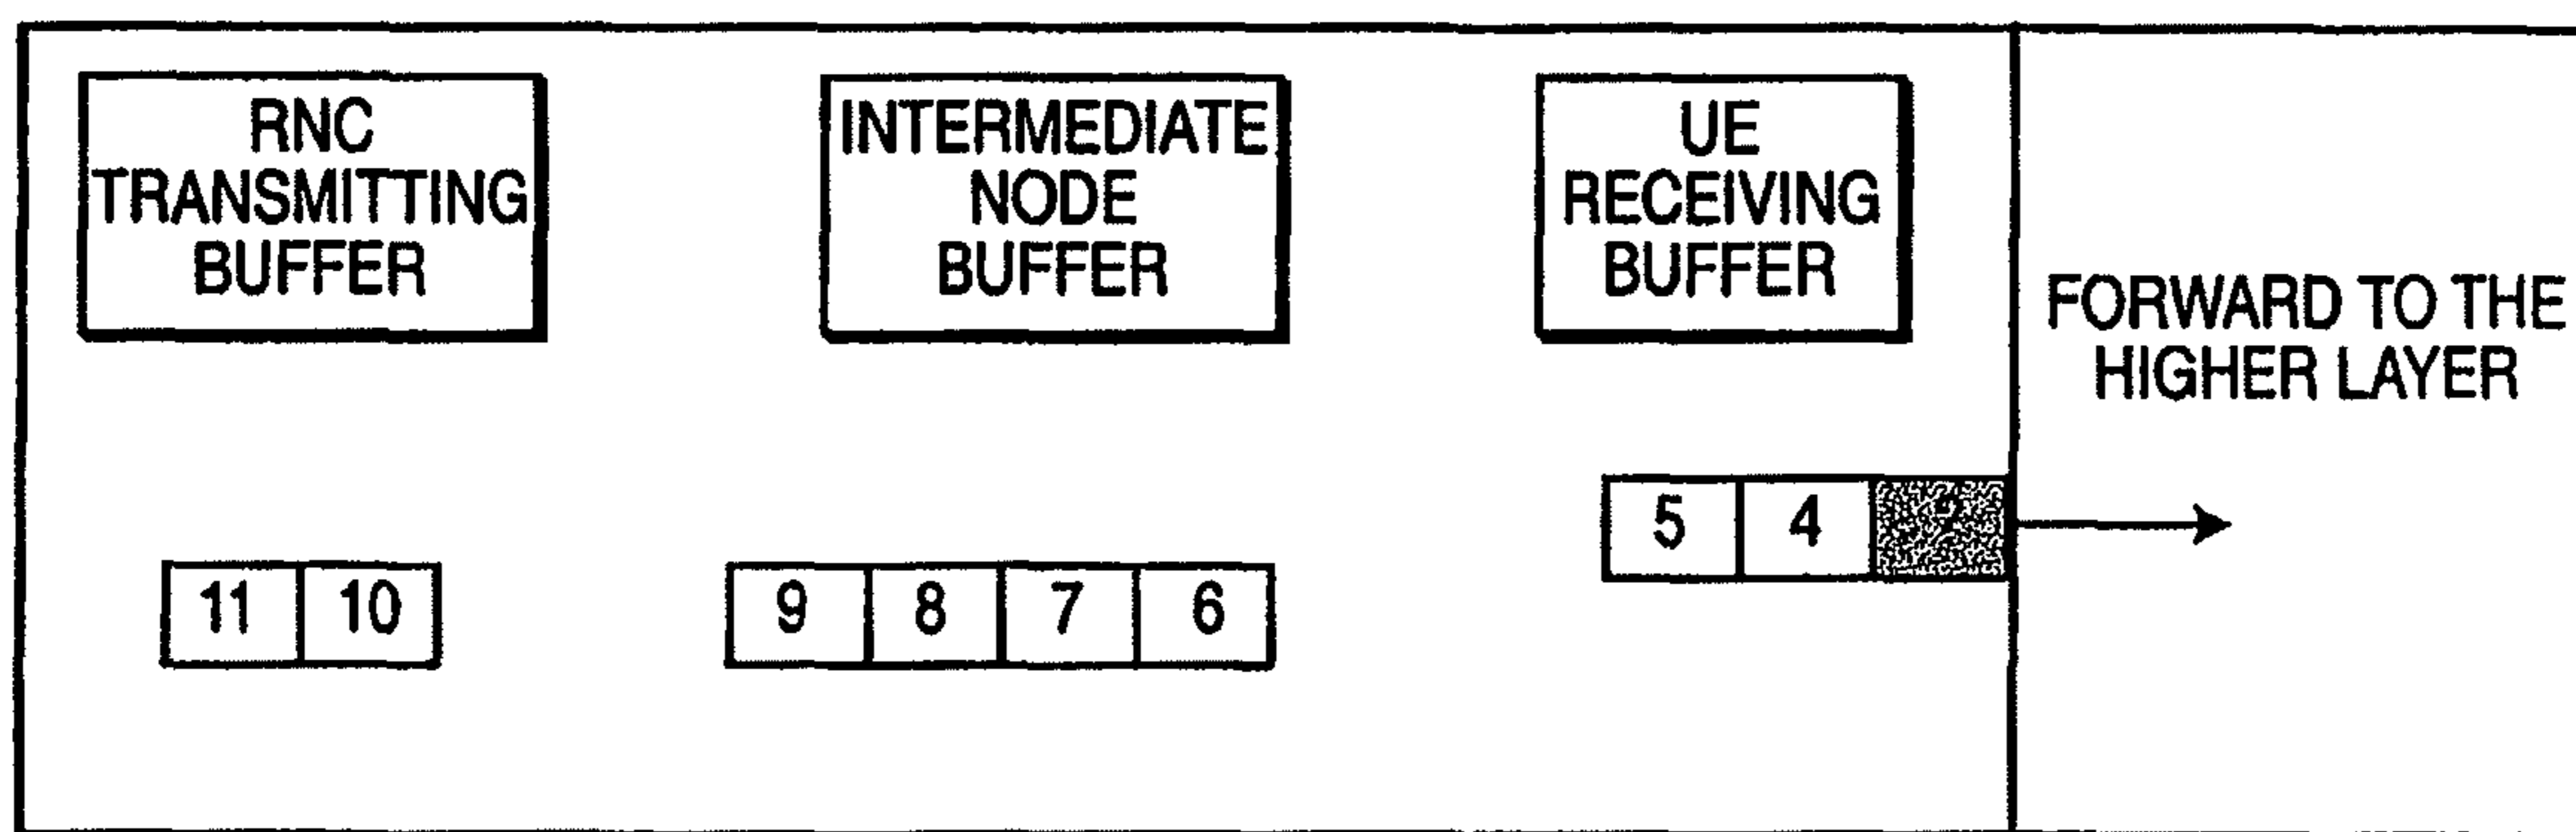 RNC
TRANSMITTING
BUFFER
INTERMEDIATE
NODE
BUFFER
UE
RECEIVING
BUFFER
FORWARD TO THE
HIGHER LAYER
5 4
11 10
9 8 7 6